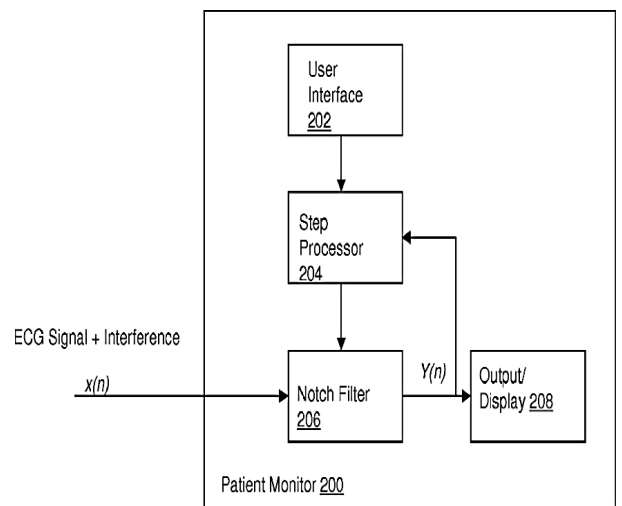 User
Interface
202
Step
Processor
204
ECG Signal + Interference
x(n)
Notch Filter
206
Y(n)
Output/
Display 208
Patient Monitor 200